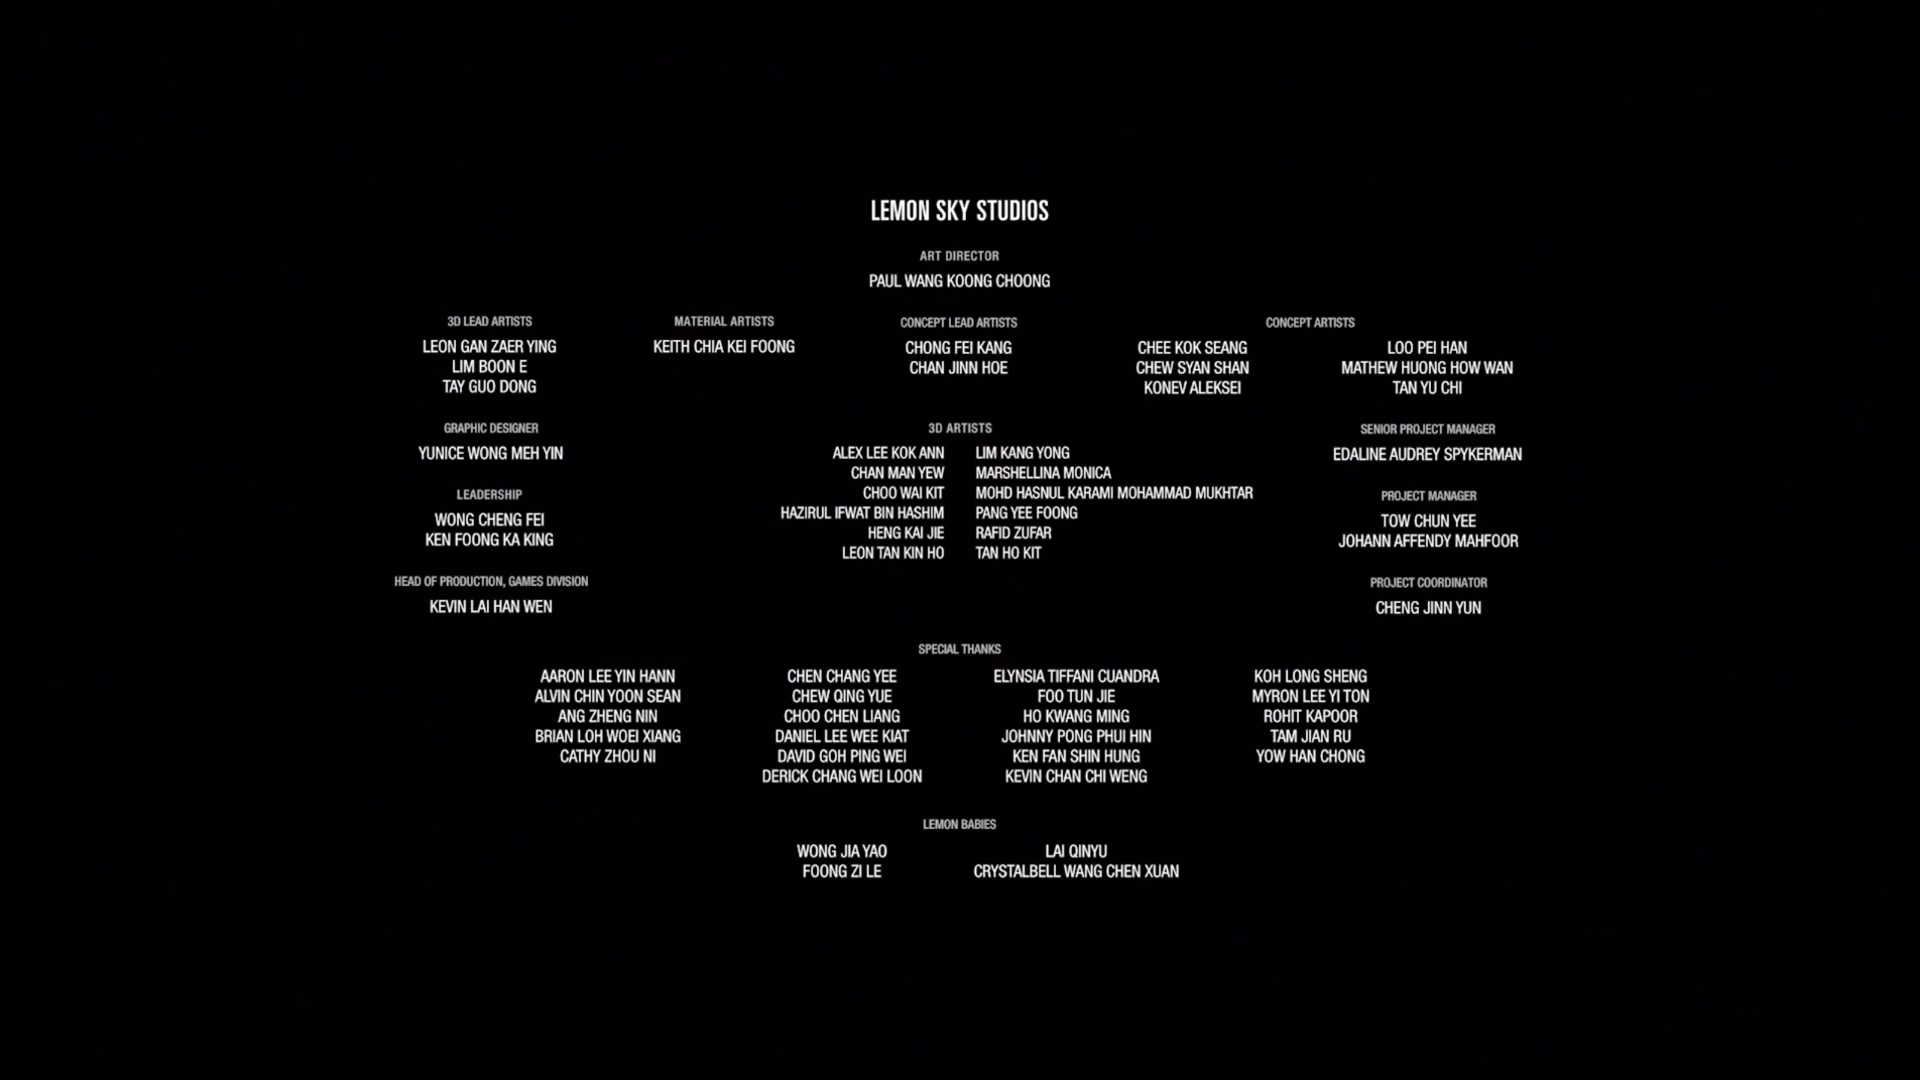 LEMON SKY STUDIOS
ART DIRECTOR
PAUL WANG KOONG CHOONG
3D LEAD ARTISTS
LEON GAN ZAER YING
LIM BOON E
TAY GUO DONG
MATERIAL ARTISTS
KEITH CHIA KEI FOONG
CONCEPT LEAD ARTISTS
CHONG FEI KANG
CHAN JINN HOE
CONCEPT ARTISTS
CHEE KOK SEANG
CHEW SYAN SHAN
KONEV ALEKSEI
LOO PEI HAN
MATHEW HUONG HOW WAN
TAN YU CHI
GRAPHIC DESIGNER
YUNICE WONG MEH YIN
LEADERSHIP
WONG CHENG FEI
KEN FOONG KA KING
HEAD OF PRODUCTION, GAMES DIVISION
KEVIN LAI HAN WEN
3D ARTISTS
ALEX LEE KOK ANN
CHAN MAN YEW
CHOO WAI KIT
HAZIRUL IFWAT BIN HASHIM
HENG KAI JIE
LEON TAN KIN HO
LIM KANG YONG
MARSHELLINA MONICA
MOHD HASNUL KARAMI MOHAMMAD MUKHTAR
PANG YEE FOONG
RAFID ZUFAR
TAN HO KIT
SENIOR PROJECT MANAGER
EDALINE AUDREY SPYKERMAN
PROJECT MANAGER
TOW CHUN YEE
JOHANN AFFENDY MAHFOOR
PROJECT COORDINATOR
CHENG JINN YUN
SPECIAL THANKS
AARON LEE YIN HANN
ALVIN CHIN YOON SEAN
ANG ZHENG NIN
BRIAN LOH WOEI XIANG
CATHY ZHOU NI
CHEN CHANG YEE
CHEW QING YUE
CHOO CHEN LIANG
DANIEL LEE WEE KIAT
DAVID GOH PING WEI
DERICK CHANG WEI LOON
ELYNSIA TIFFANI CUANDRA
FOO TUN JIE
HO KWANG MING
JOHNNY PONG PHUI HIN
KEN FAN SHIN HUNG
KEVIN CHAN CHI WENG
KOH LONG SHENG
MYRON LEE YI TON
ROHIT KAPOOR
TAM JIAN RU
YOW HAN CHONG
LEMON BABIES
WONG JIA YAO
FOONG ZI LE
LAI QINYU
CRYSTALBELL WANG CHEN XUAN